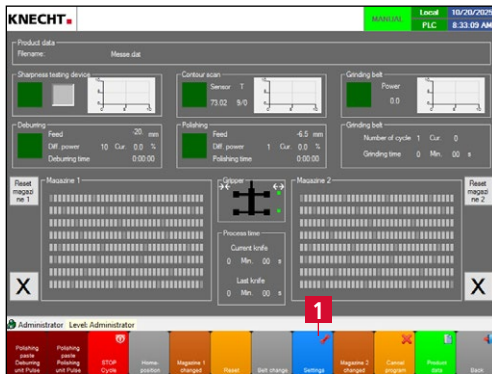 KNECHT
MANUAL
Local
10/20/2025
PLC
8:33:09 AM
Product data
Filename:
Messe.dat
Sharpness testing device
Contour scan
Sensor T
73.02 9/0
Grinding belt
Power
0.0
Deburring
Feed -20. mm
Diff. power 10 Cur. 0.0 %
Deburring time 0:00:00
Polishing
Feed -6.5 mm
Diff. power 1 Cur. 0.0 %
Polishing time 0:00:00
Grinding belt
Number of cycle 1 Cur. 0
Grinding time 0 Min. 00 s
Reset
magazi
ne 1
Magazine 1
Gripper
Magazine 2
Reset
magazi
ne 2
Process time
Current knife
0 Min. 00 s
Last knife
0 Min. 00 s
X
X
1
Administrator Level: Administrator
Polishing
paste
Deburring
unit Pulse
Polishing
paste
Polishing
unit Pulse
STOP
Cycle
Home-
position
Magazine 1
changed
Reset
Belt change
Settings
Magazine 2
changed
Cancel
program
Product
data
Back